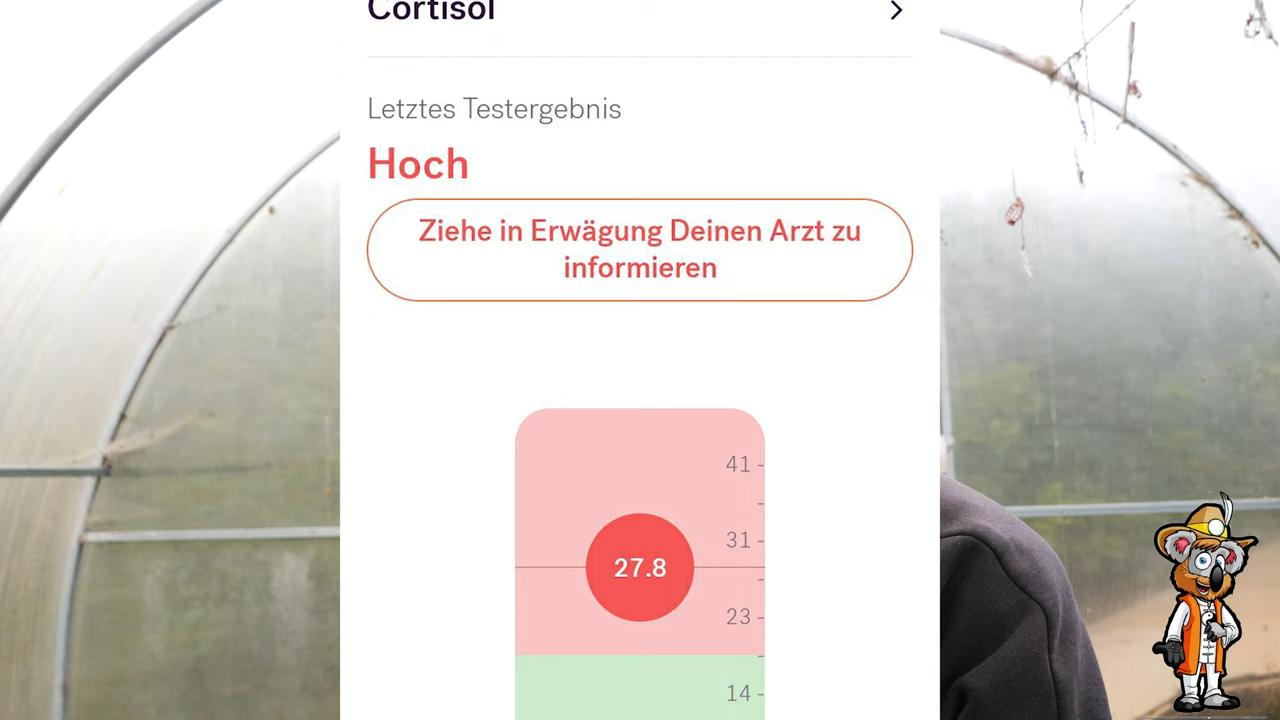 Cortisol
Letztes Testergebnis
Hoch
Ziehe in Erwägung Deinen Arzt zu
informieren
41 -
31 -
27.8
23 -
14 -